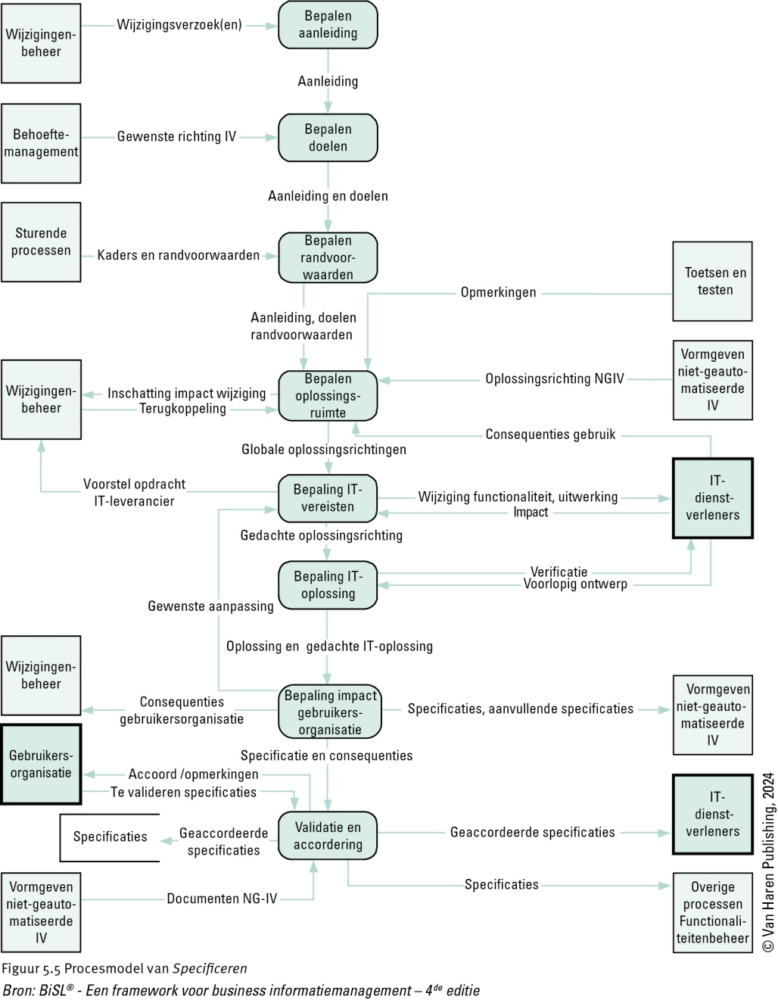 Wijzigingen-
beheer
Wijzigingsverzoek(en)
Bepalen
aanleiding
Aanleiding
Behoefte-
management
Gewenste richting IV
Bepalen
doelen
Aanleiding en doelen
Sturende
processen
Kaders en randvoorwaarden
Bepalen
randvoor-
waarden
Toetsen en
testen
Opmerkingen
Aanleiding, doelen
randvoorwaarden
Vormgeven
niet-geauto-
matiseerde
IV
Oplossingsrichting NGIV
Wijzigingen-
beheer
Inschatting impact wijziging
Terugkoppeling
Bepalen
oplossings-
ruimte
Consequenties gebruik
Globale oplossingsrichtingen
Voorstel opdracht
IT-leverancier
Bepaling IT-
vereisten
Wijziging functionaliteit, uitwerking
Impact
IT-
dienst-
verleners
Gedachte oplossingsrichting
Bepaling IT-
oplossing
Verificatie
Voorlopig ontwerp
Gewenste aanpassing
Oplossing en gedachte IT-oplossing
Wijzigingen-
beheer
Consequenties
gebruikersorganisatie
Bepaling impact
gebruikers-
organisatie
Specificaties, aanvullende specificaties
Vormgeven
niet-geauto-
matiseerde
IV
Gebruikers-
organisatie
Specificatie en consequenties
Accoord /opmerkingen
Te valideren specificaties
Specificaties
Geaccordeerde
specificaties
Validatie en
accordering
Geaccordeerde specificaties
IT-
dienst-
verleners
Vormgeven
niet-geauto-
matiseerde
IV
Documenten NG-IV
Specificaties
Overige
processen
Functionali-
teitenbeheer
© Van Haren Publishing, 2024
Figuur 5.5 Procesmodel van Specificeren
Bron: BiSL® - Een framework voor business informatiemanagement – 4de editie